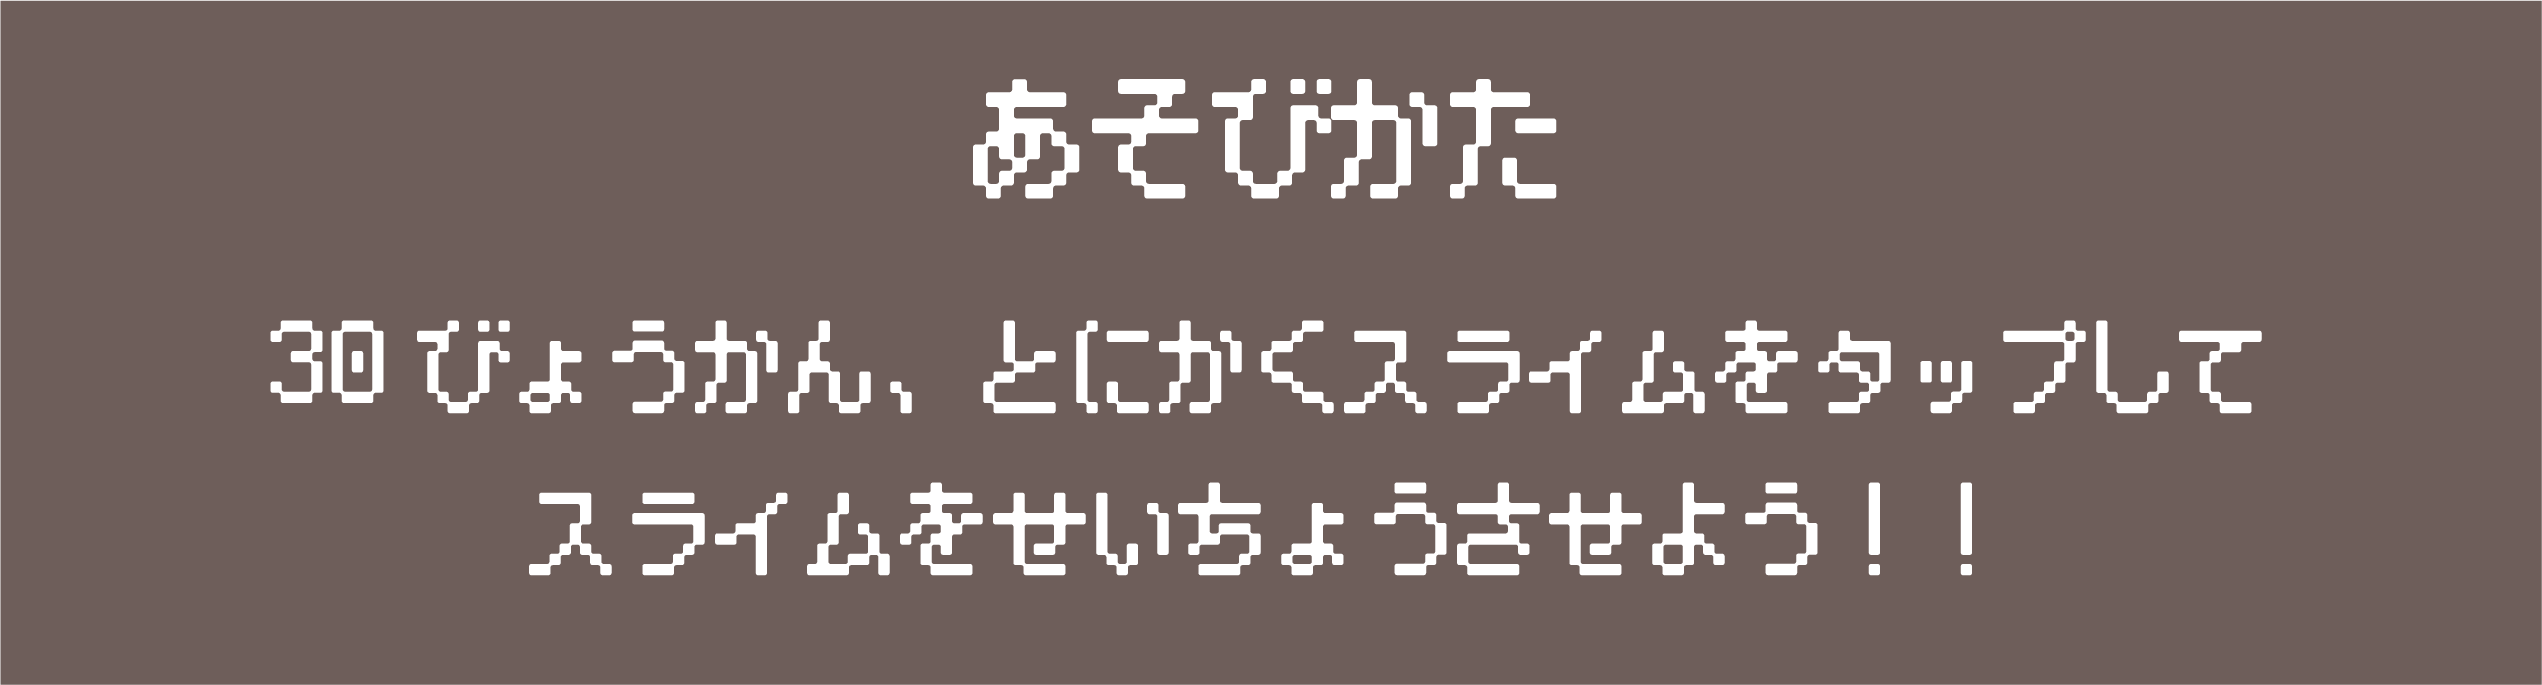 あそびかた
30びょうかん、とにかくスライムをタップして
スライムをせいちょうさせよう！！